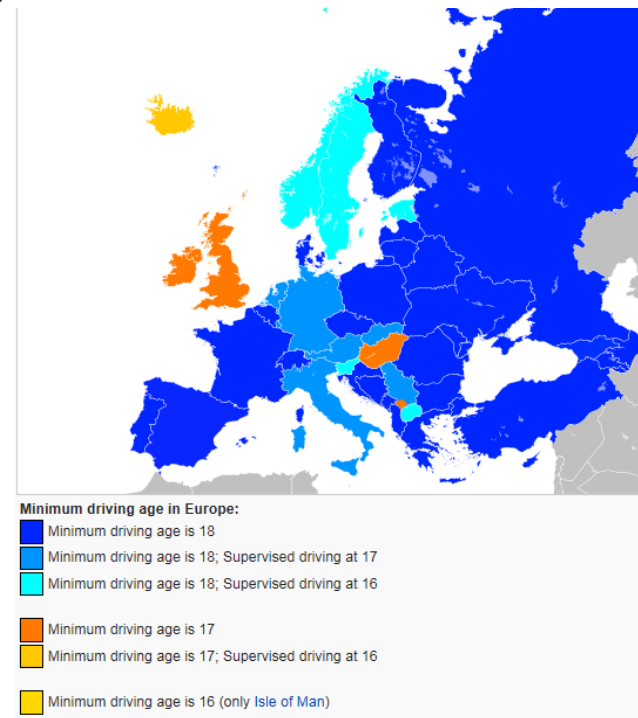 Minimum driving age in Europe:
Minimum driving age is 18
Minimum driving age is 18; Supervised driving at 17
Minimum driving age is 18; Supervised driving at 16
Minimum driving age is 17
Minimum driving age is 17; Supervised driving at 16
Minimum driving age is 16 (only Isle of Man)